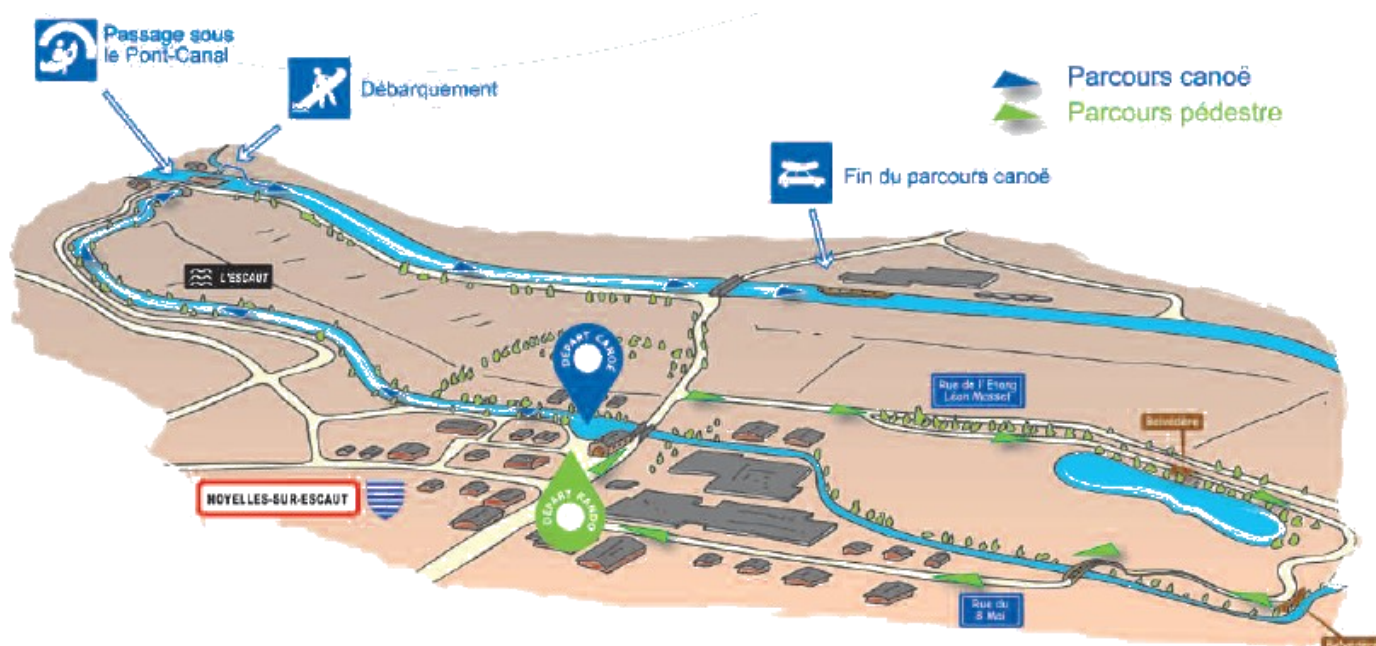 Passage sous
le Pont-Canal
Débarquement
Parcours canoë
Parcours pédestre
Fin du parcours canoë
L'ESCAUT
DÉPART CANOË
Rue de l'Etang
Léon Masset
Belvédère
NOYELLES-SUR-ESCAUT
DÉPART RANDO
Rue du
8 Mai